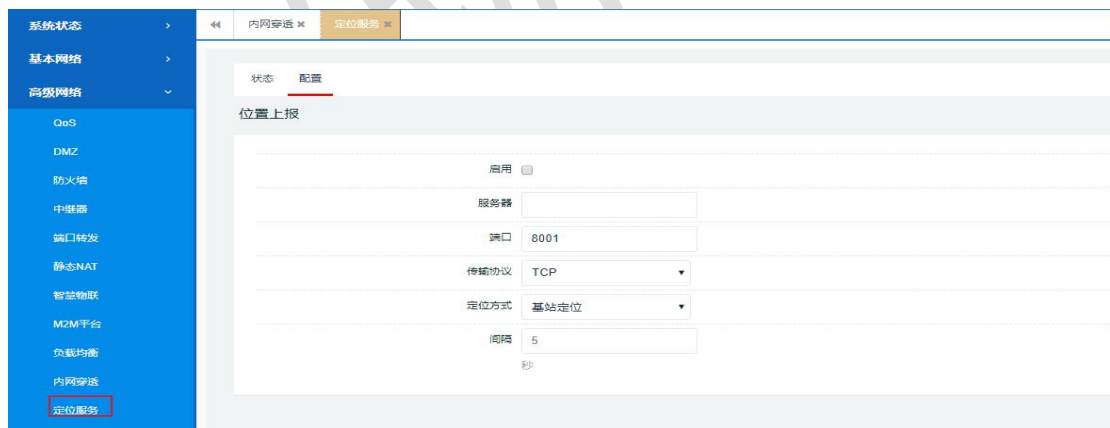 系统状态
基本网络
高级网络
QoS
DMZ
防火墙
中继器
端口转发
静态NAT
智慧物联
M2M平台
负载均衡
内网穿透
定位服务
内网穿透
定位服务
状态 配置
位置上报
启用
服务器
端口 8001
传输协议 TCP
定位方式 基站定位
间隔 5
秒